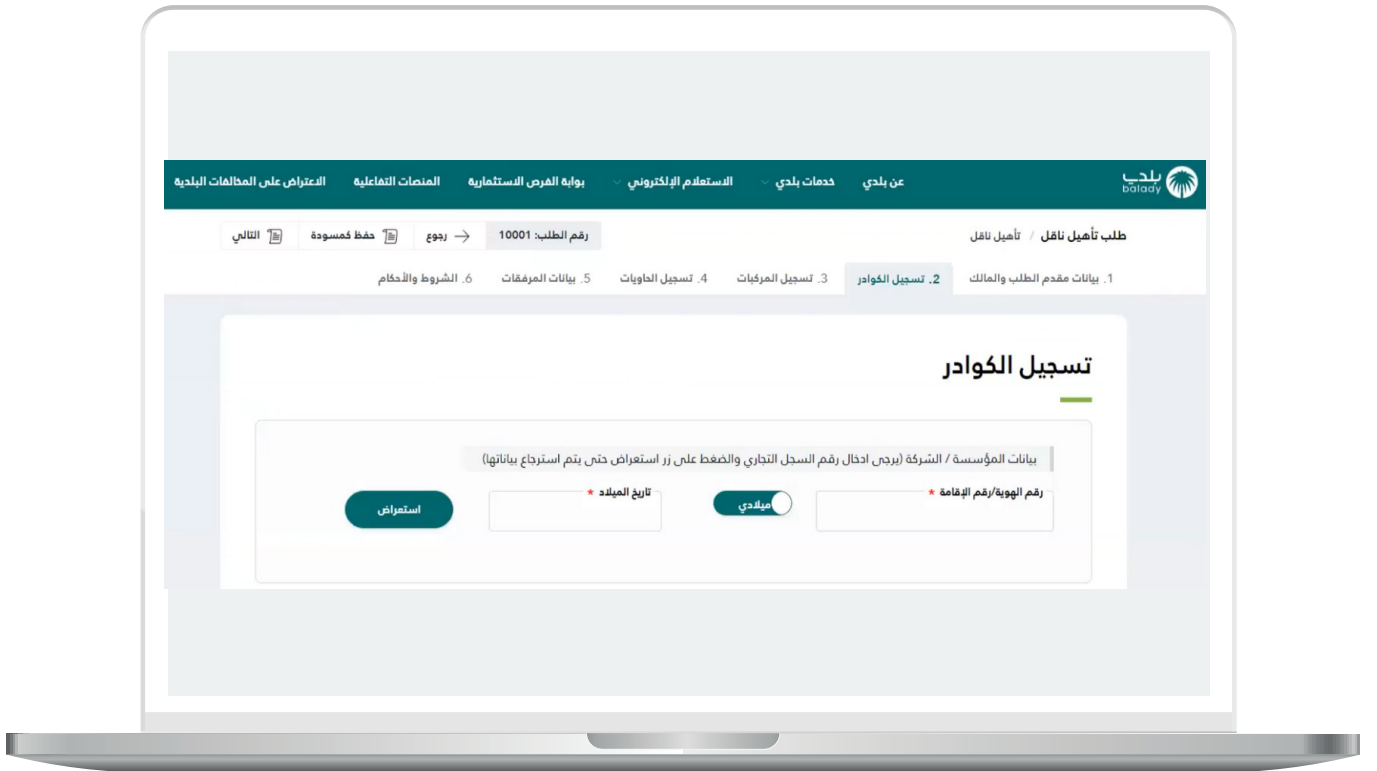 بلدي
balady
عن بلدي خدمات بلدي الاستعلام الإلكتروني بوابة الفرص الاستثمارية المنصات التفاعلية الاعتراض على المخالفات البلدية
طلب تأهيل ناقل / تأهيل ناقل رقم الطلب: 10001 رجوع حفظ كمسودة التالي
1. بيانات مقدم الطلب والمالك 2. تسجيل الكوادر 3. تسجيل المركبات 4. تسجيل الحاويات 5. بيانات المرفقات 6. الشروط والأحكام
تسجيل الكوادر
بيانات المؤسسة / الشركة (يرجى ادخال رقم السجل التجاري والضغط على زر استعراض حتى يتم استرجاع بياناتها)
رقم الهوية/رقم الإقامة * ميلادي تاريخ الميلاد * استعراض